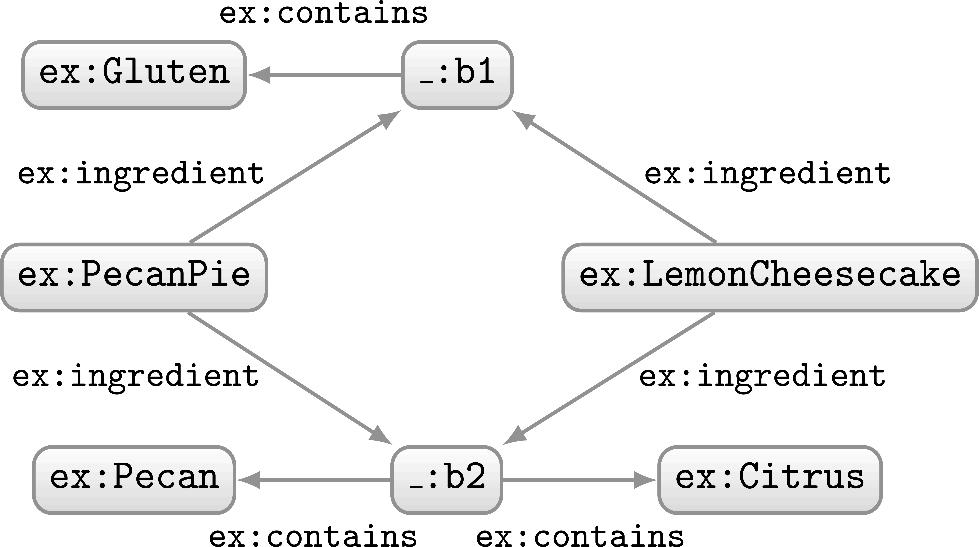 ex:contains
ex:Gluten
_:b1
ex:ingredient
ex:ingredient
ex:PecanPie
ex:LemonCheesecake
ex:ingredient
ex:ingredient
ex:Pecan
_:b2
ex:Citrus
ex:contains
ex:contains